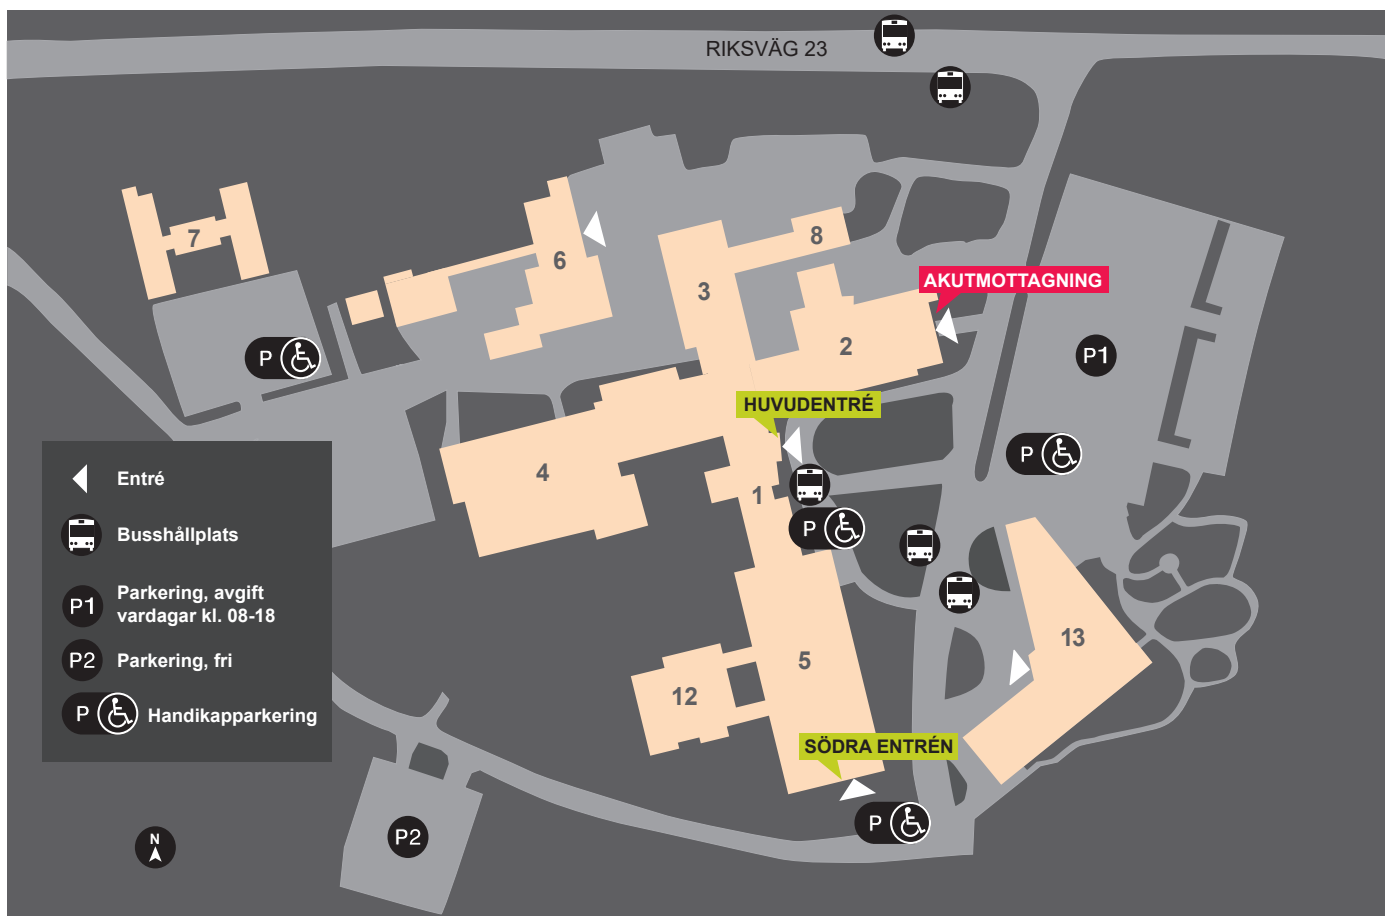 RIKSVÄG 23
7
6
8
3
2
AKUTMOTTAGNING
P1
HUVUDENTRÉ
P
P
4
1
P
5
13
12
SÖDRA ENTRÉN
P
P2
Entré
Busshållplats
P1 Parkering, avgift
vardagar kl. 08-18
P2 Parkering, fri
P Handikapparkering
N